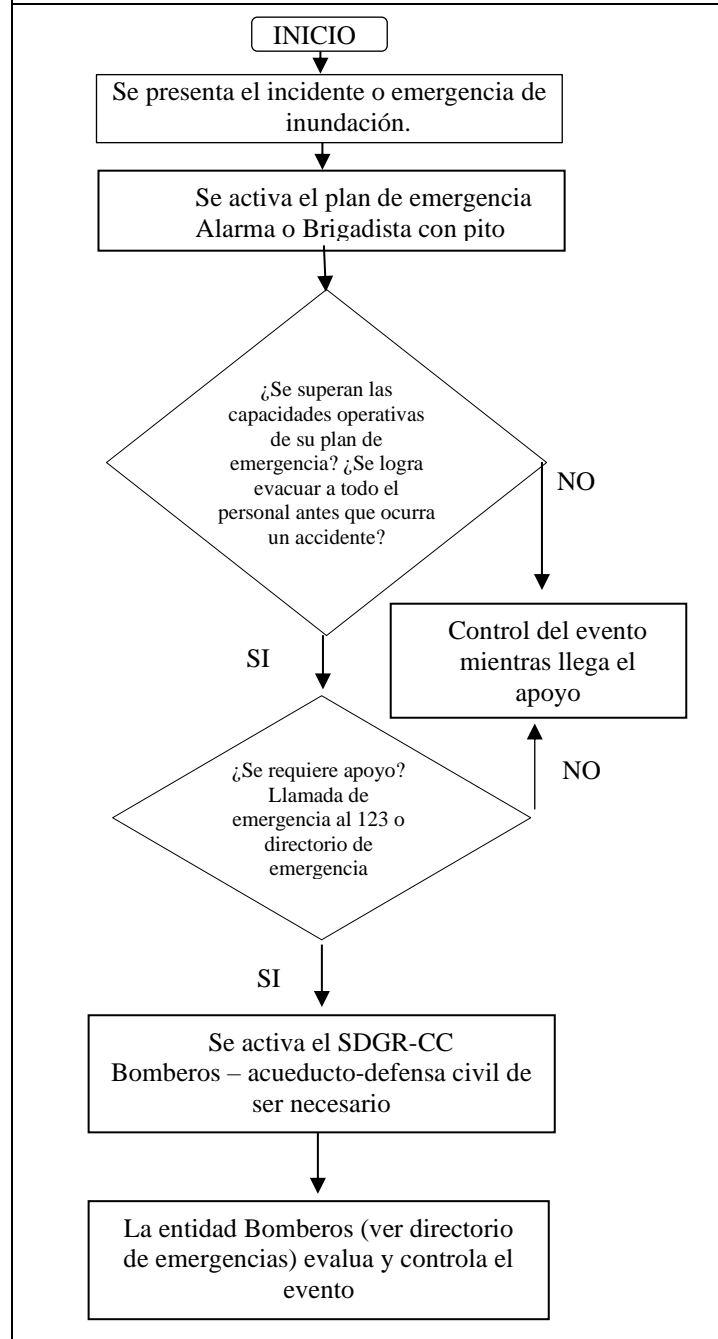 INICIO
Se presenta el incidente o emergencia de
inundación.
Se activa el plan de emergencia
Alarma o Brigadista con pito
¿Se superan las
capacidades operativas
de su plan de
emergencia? ¿Se logra
evacuar a todo el
personal antes que ocurra
un accidente?
NO
Control del evento
mientras llega el
apoyo
SI
¿Se requiere apoyo?
Llamada de
emergencia al 123 o
directorio de
emergencia
NO
SI
Se activa el SDGR-CC
Bomberos – acueducto-defensa civil de
ser necesario
La entidad Bomberos (ver directorio
de emergencias) evalua y controla el
evento